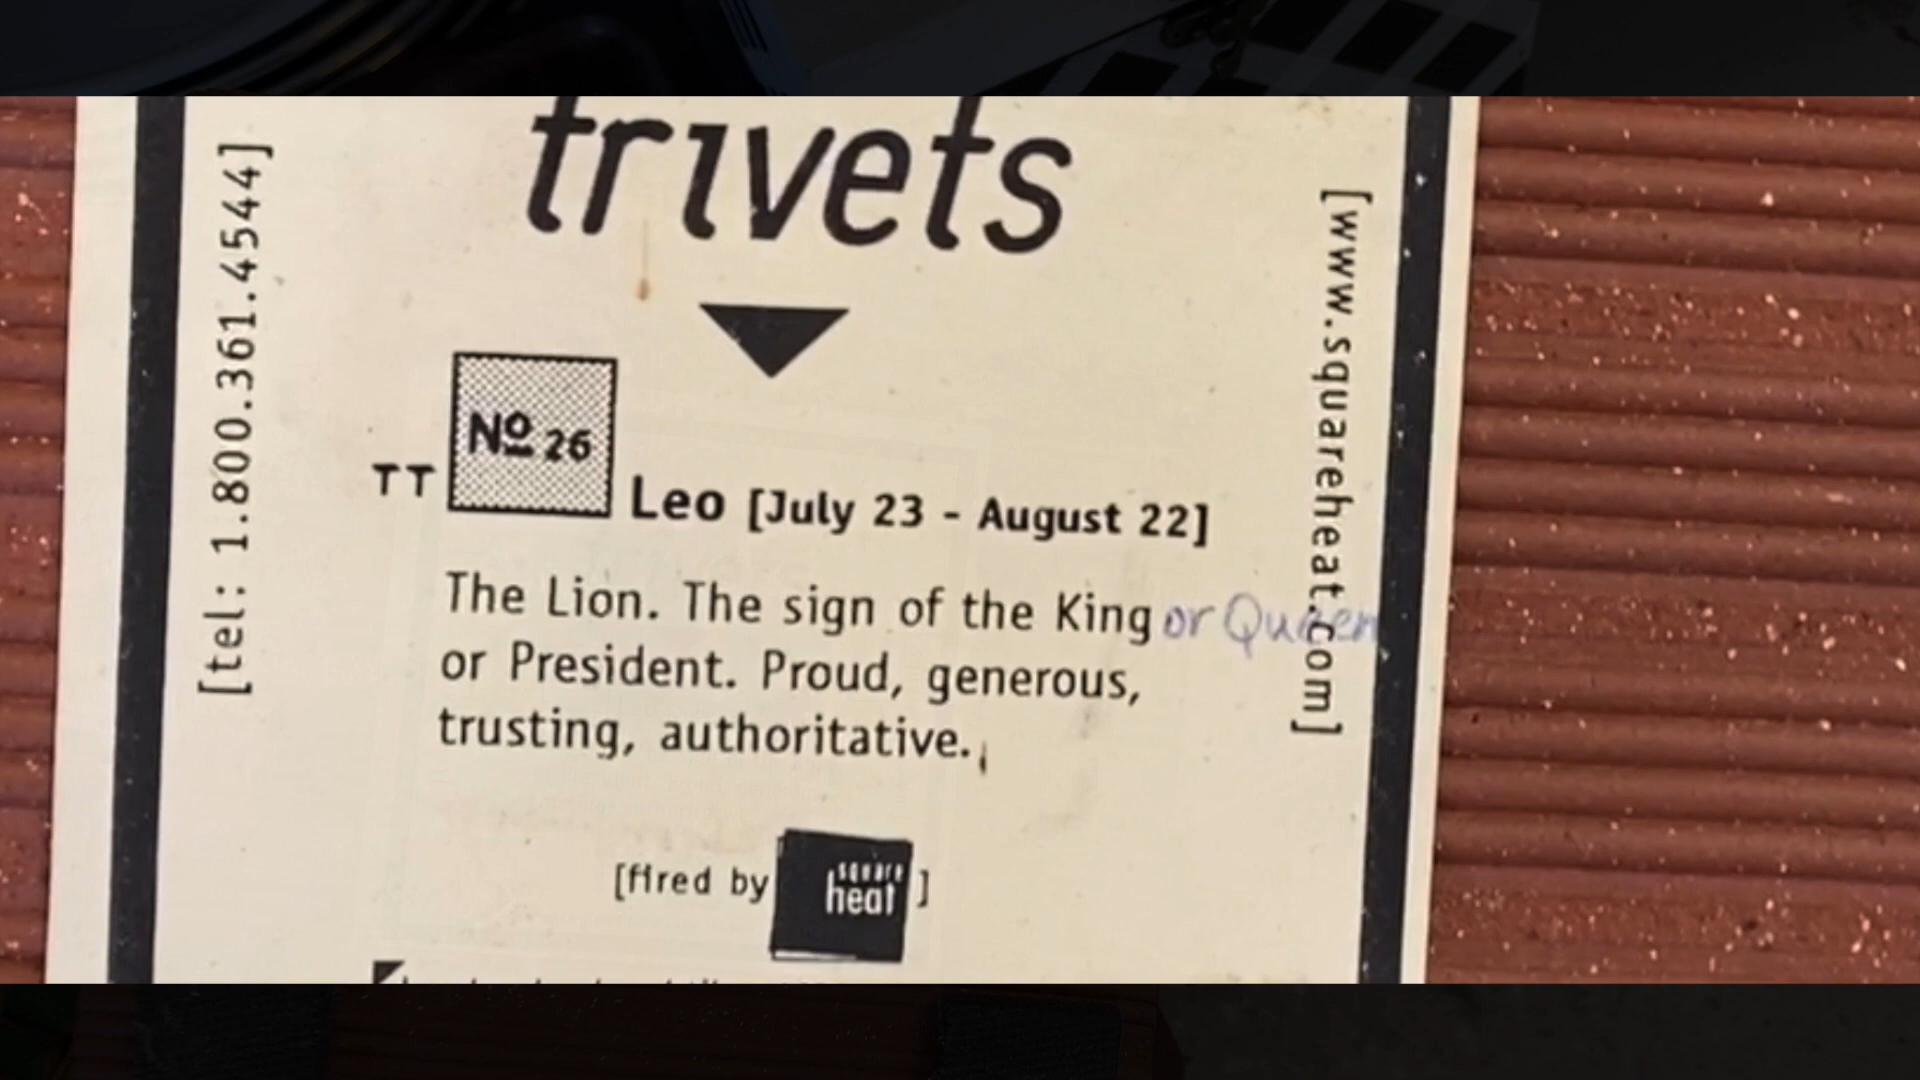 trivets
[tel: 1.800.361.4544]
[www.squareheat.com]
TT Nº 26 Leo [July 23 - August 22]
The Lion. The sign of the King or Queen
or President. Proud, generous,
trusting, authoritative.
[fired by square heat]